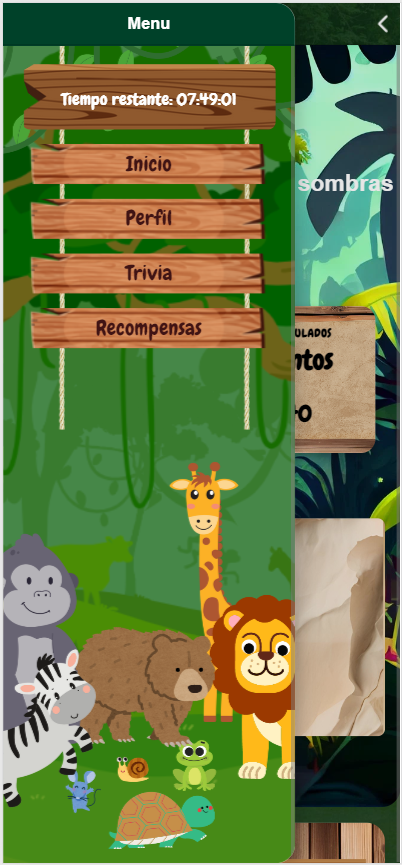 Menu
Tiempo restante: 07:49:01
Inicio
Perfil
Trivia
Recompensas
sombras
ULADOS
ntos